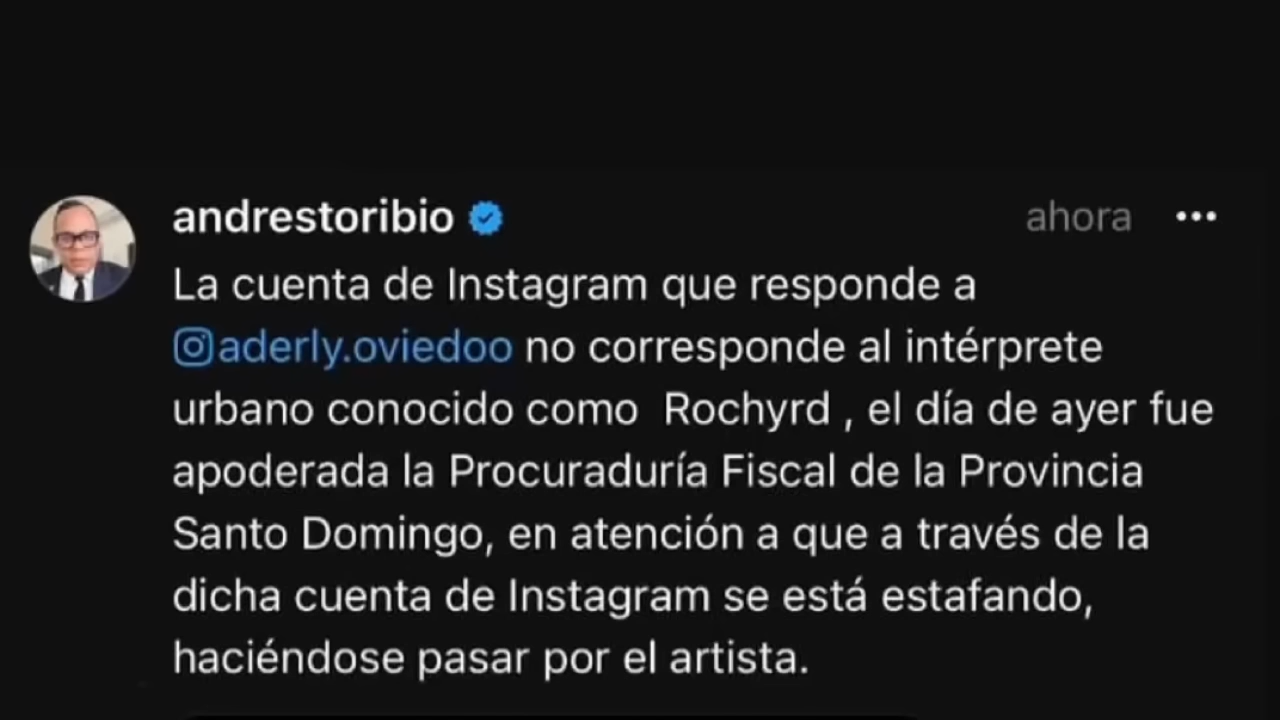 andrestoribio
ahora
La cuenta de Instagram que responde a
aderly.oviedoo no corresponde al intérprete
urbano conocido como Rochyrd , el día de ayer fue
apoderada la Procuraduría Fiscal de la Provincia
Santo Domingo, en atención a que a través de la
dicha cuenta de Instagram se está estafando,
haciéndose pasar por el artista.